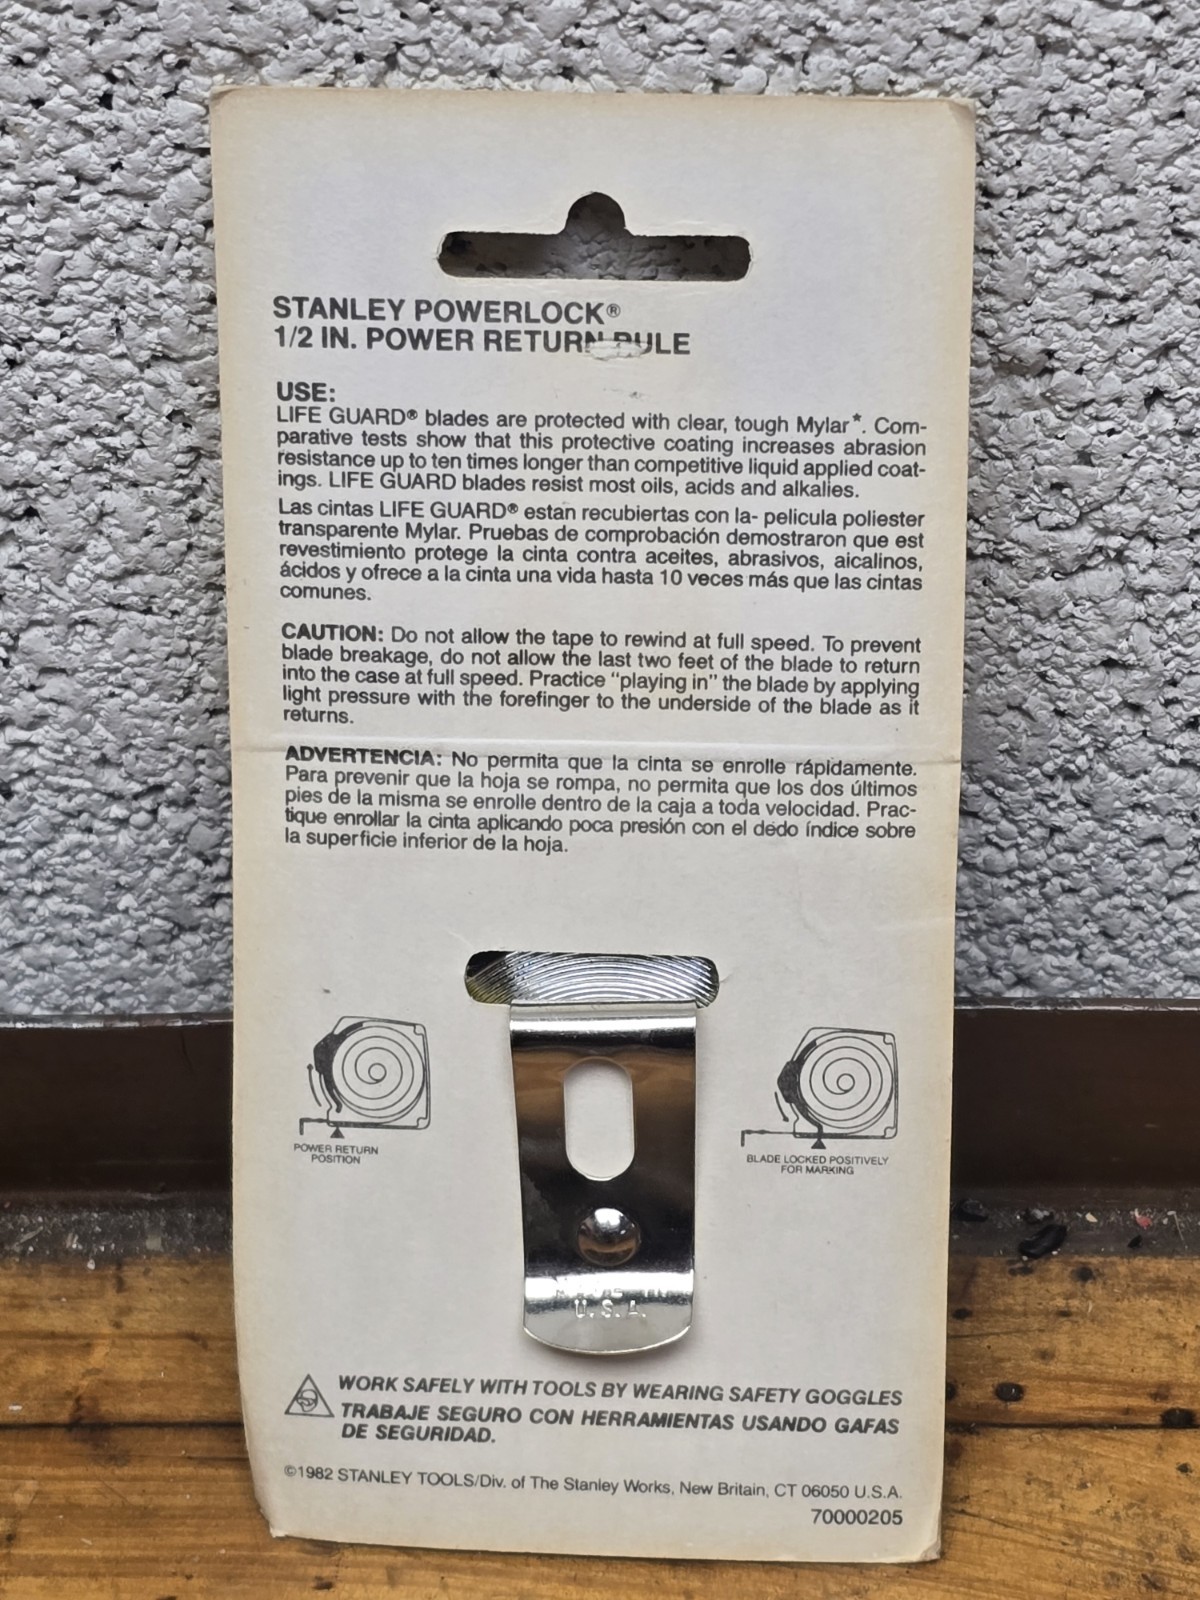 STANLEY POWERLOCK®
1/2 IN. POWER RETURN RULE
USE:
LIFE GUARD® blades are protected with clear, tough Mylar*. Com-
parative tests show that this protective coating increases abrasion
resistance up to ten times longer than competitive liquid applied coat-
ings. LIFE GUARD blades resist most oils, acids and alkalies.
Las cintas LIFE GUARD® estan recubiertas con la- pelicula poliester
transparente Mylar. Pruebas de comprobación demostraron que est
revestimiento protege la cinta contra aceites, abrasivos, aicalinos,
ácidos y ofrece a la cinta una vida hasta 10 veces más que las cintas
comunes.
CAUTION: Do not allow the tape to rewind at full speed. To prevent
blade breakage, do not allow the last two feet of the blade to return
into the case at full speed. Practice "playing in" the blade by applying
light pressure with the forefinger to the underside of the blade as it
returns.
ADVERTENCIA: No permita que la cinta se enrolle rápidamente.
Para prevenir que la hoja se rompa, no permita que los dos últimos
pies de la misma se enrolle dentro de la caja a toda velocidad. Prac-
tique enrollar la cinta aplicando poca presión con el dedo índice sobre
la superficie inferior de la hoja.
POWER RETURN
POSITION
BLADE LOCKED POSITIVELY
FOR MARKING
U.S.A.
WORK SAFELY WITH TOOLS BY WEARING SAFETY GOGGLES
TRABAJE SEGURO CON HERRAMIENTAS USANDO GAFAS
DE SEGURIDAD.
©1982 STANLEY TOOLS/Div. of The Stanley Works, New Britain, CT 06050 U.S.A.
70000205